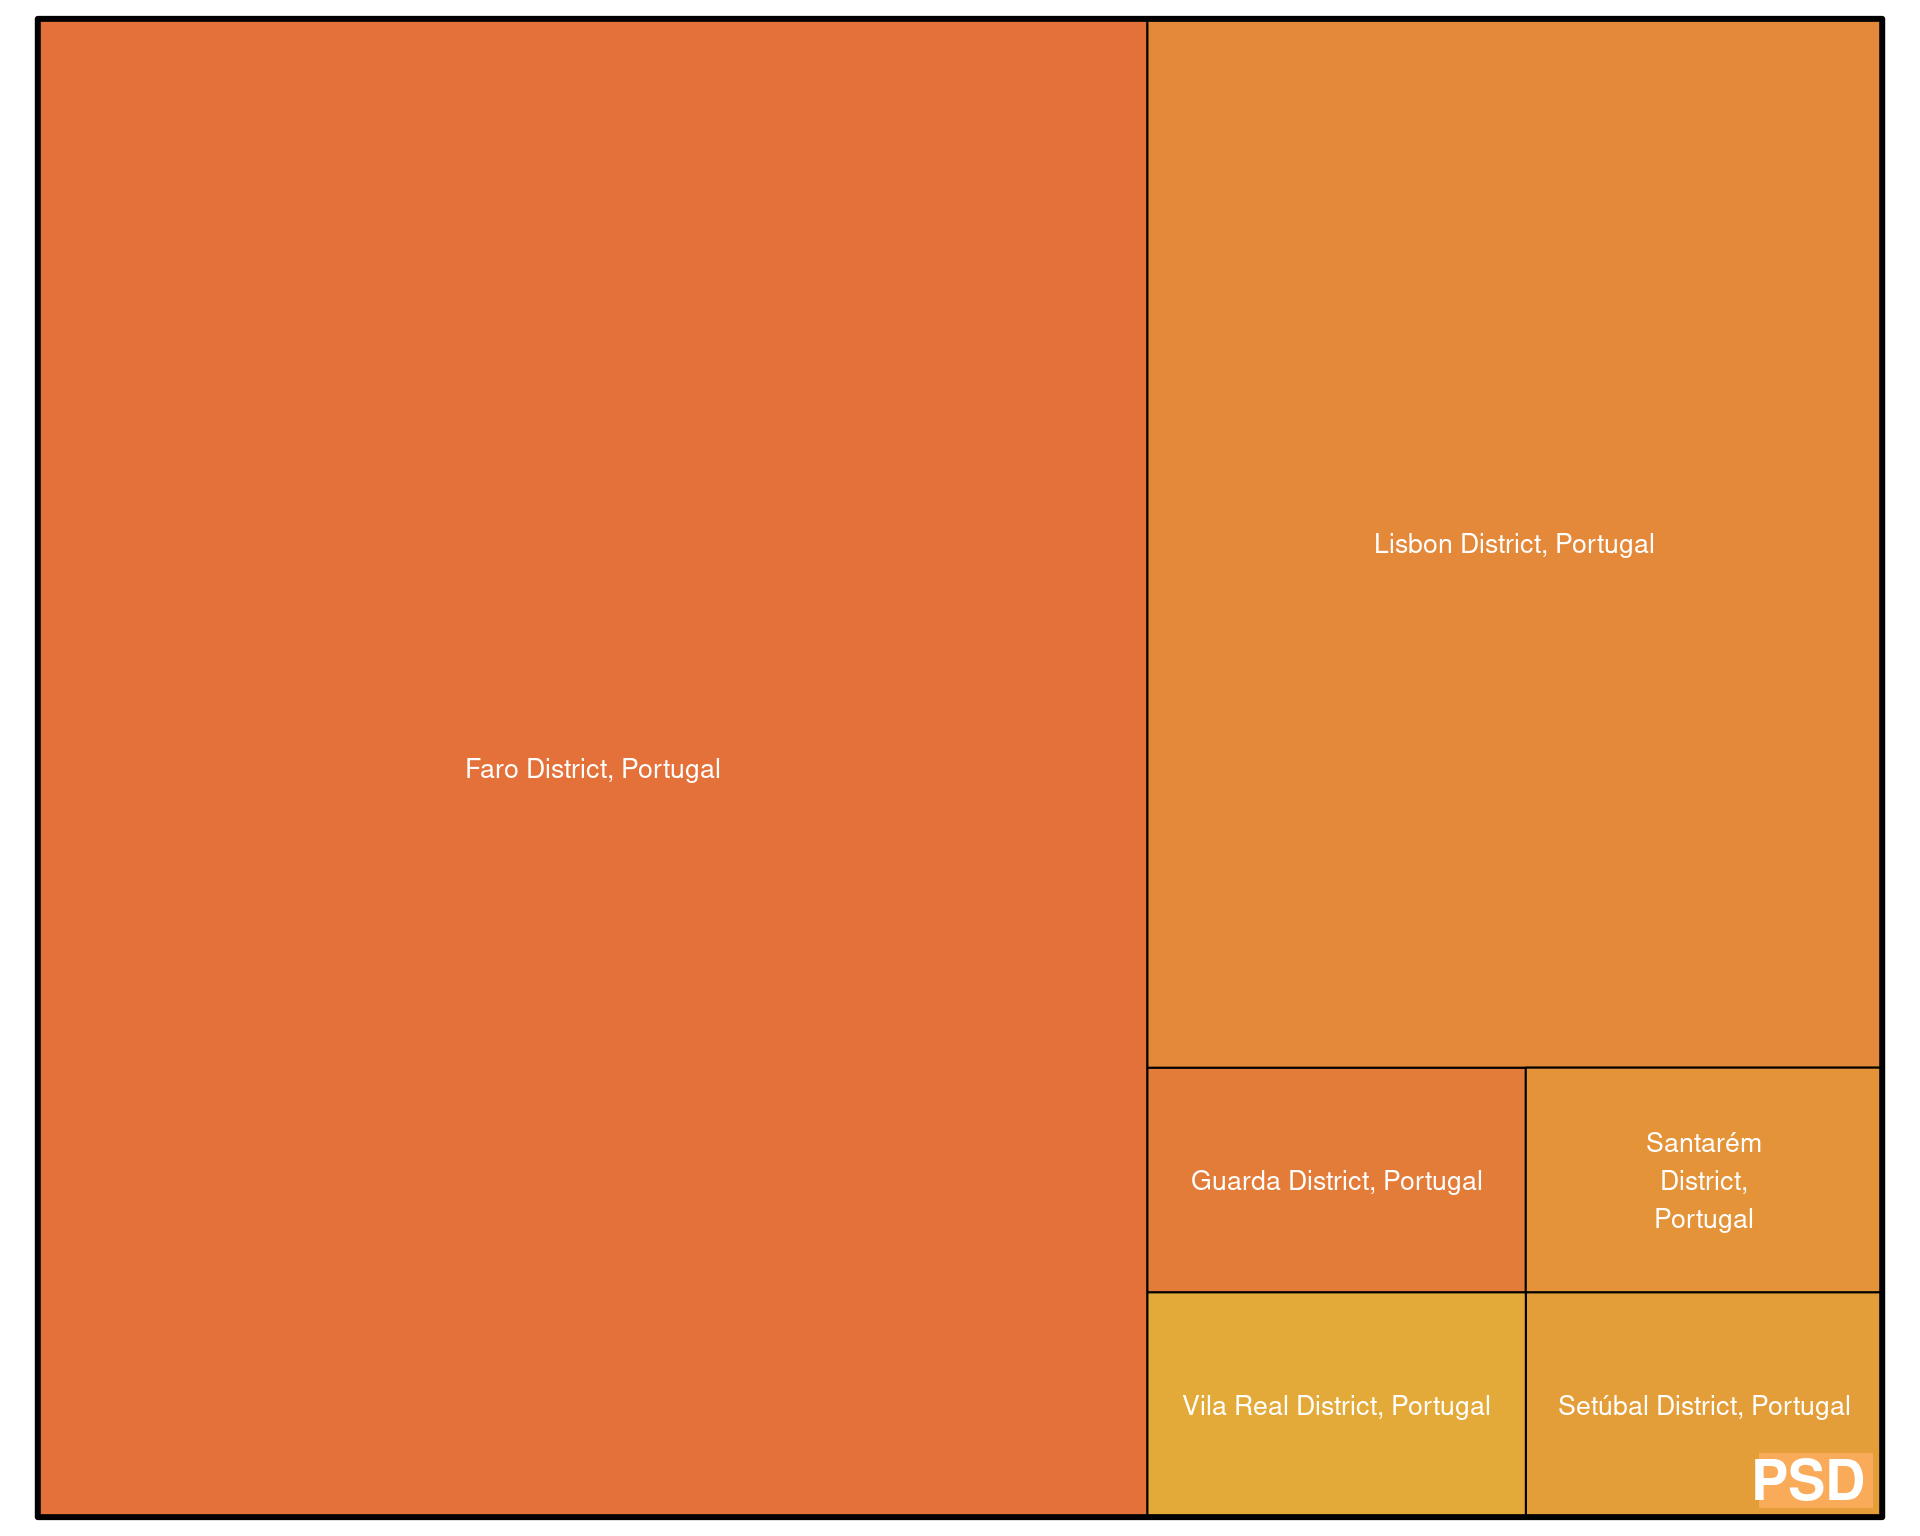 Lisbon District, Portugal
Faro District, Portugal
Guarda District, Portugal
Santarém
District,
Portugal
Vila Real District, Portugal
Setúbal District, Portugal
PSD